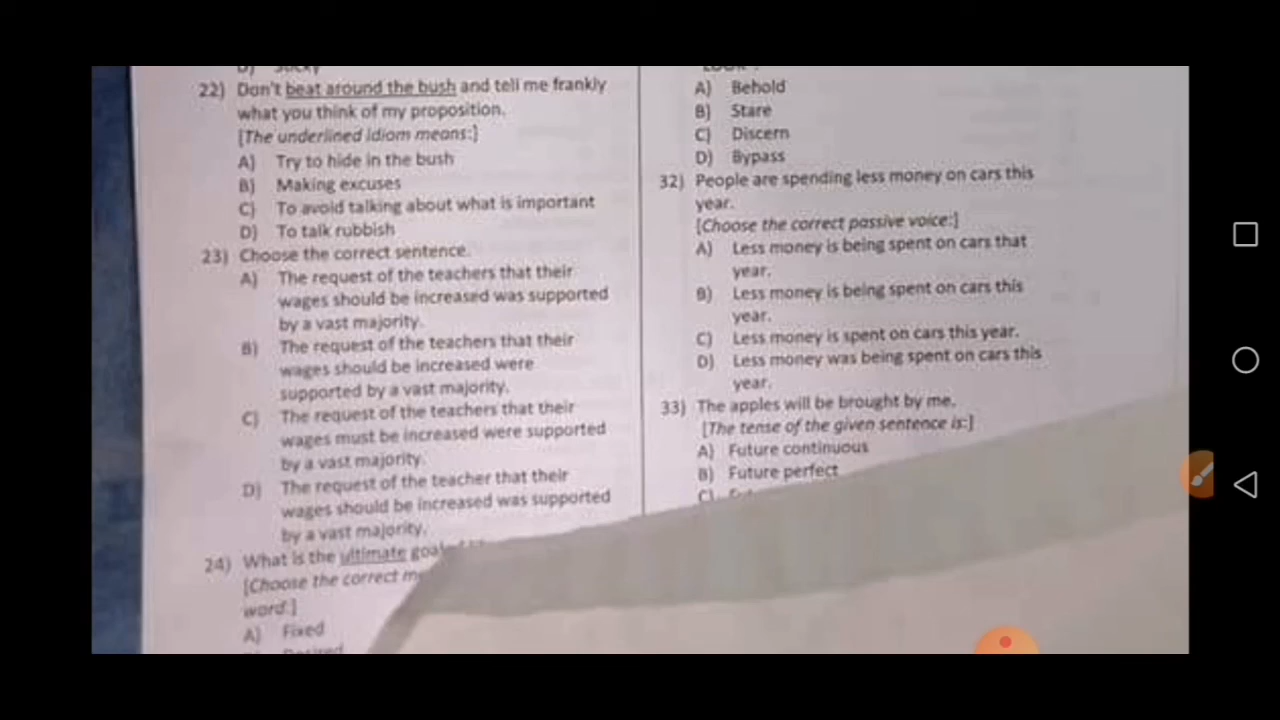 22) Don't beat around the bush and tell me frankly
what you think of my proposition.
[The underlined idiom means:]
A) Try to hide in the bush
B) Making excuses
C) To avoid talking about what is important
D) To talk rubbish
23) Choose the correct sentence.
A) The request of the teachers that their
wages should be increased was supported
by a vast majority.
B) The request of the teachers that their
wages should be increased were
supported by a vast majority.
C) The request of the teachers that their
wages must be increased were supported
by a vast majority.
D) The request of the teacher that their
wages should be increased was supported
by a vast majority.
24) What is the ultimate goal
[Choose the correct
word.]
A) Fixed
A) Behold
B) Stare
C) Discern
D) Bypass
32) People are spending less money on cars this
year.
[Choose the correct passive voice:]
A) Less money is being spent on cars that
year.
B) Less money is being spent on cars this
year.
C) Less money is spent on cars this year.
D) Less money was being spent on cars this
year.
33) The apples will be brought by me.
[The tense of the given sentence is:]
A) Future continuous
B) Future perfect
C)